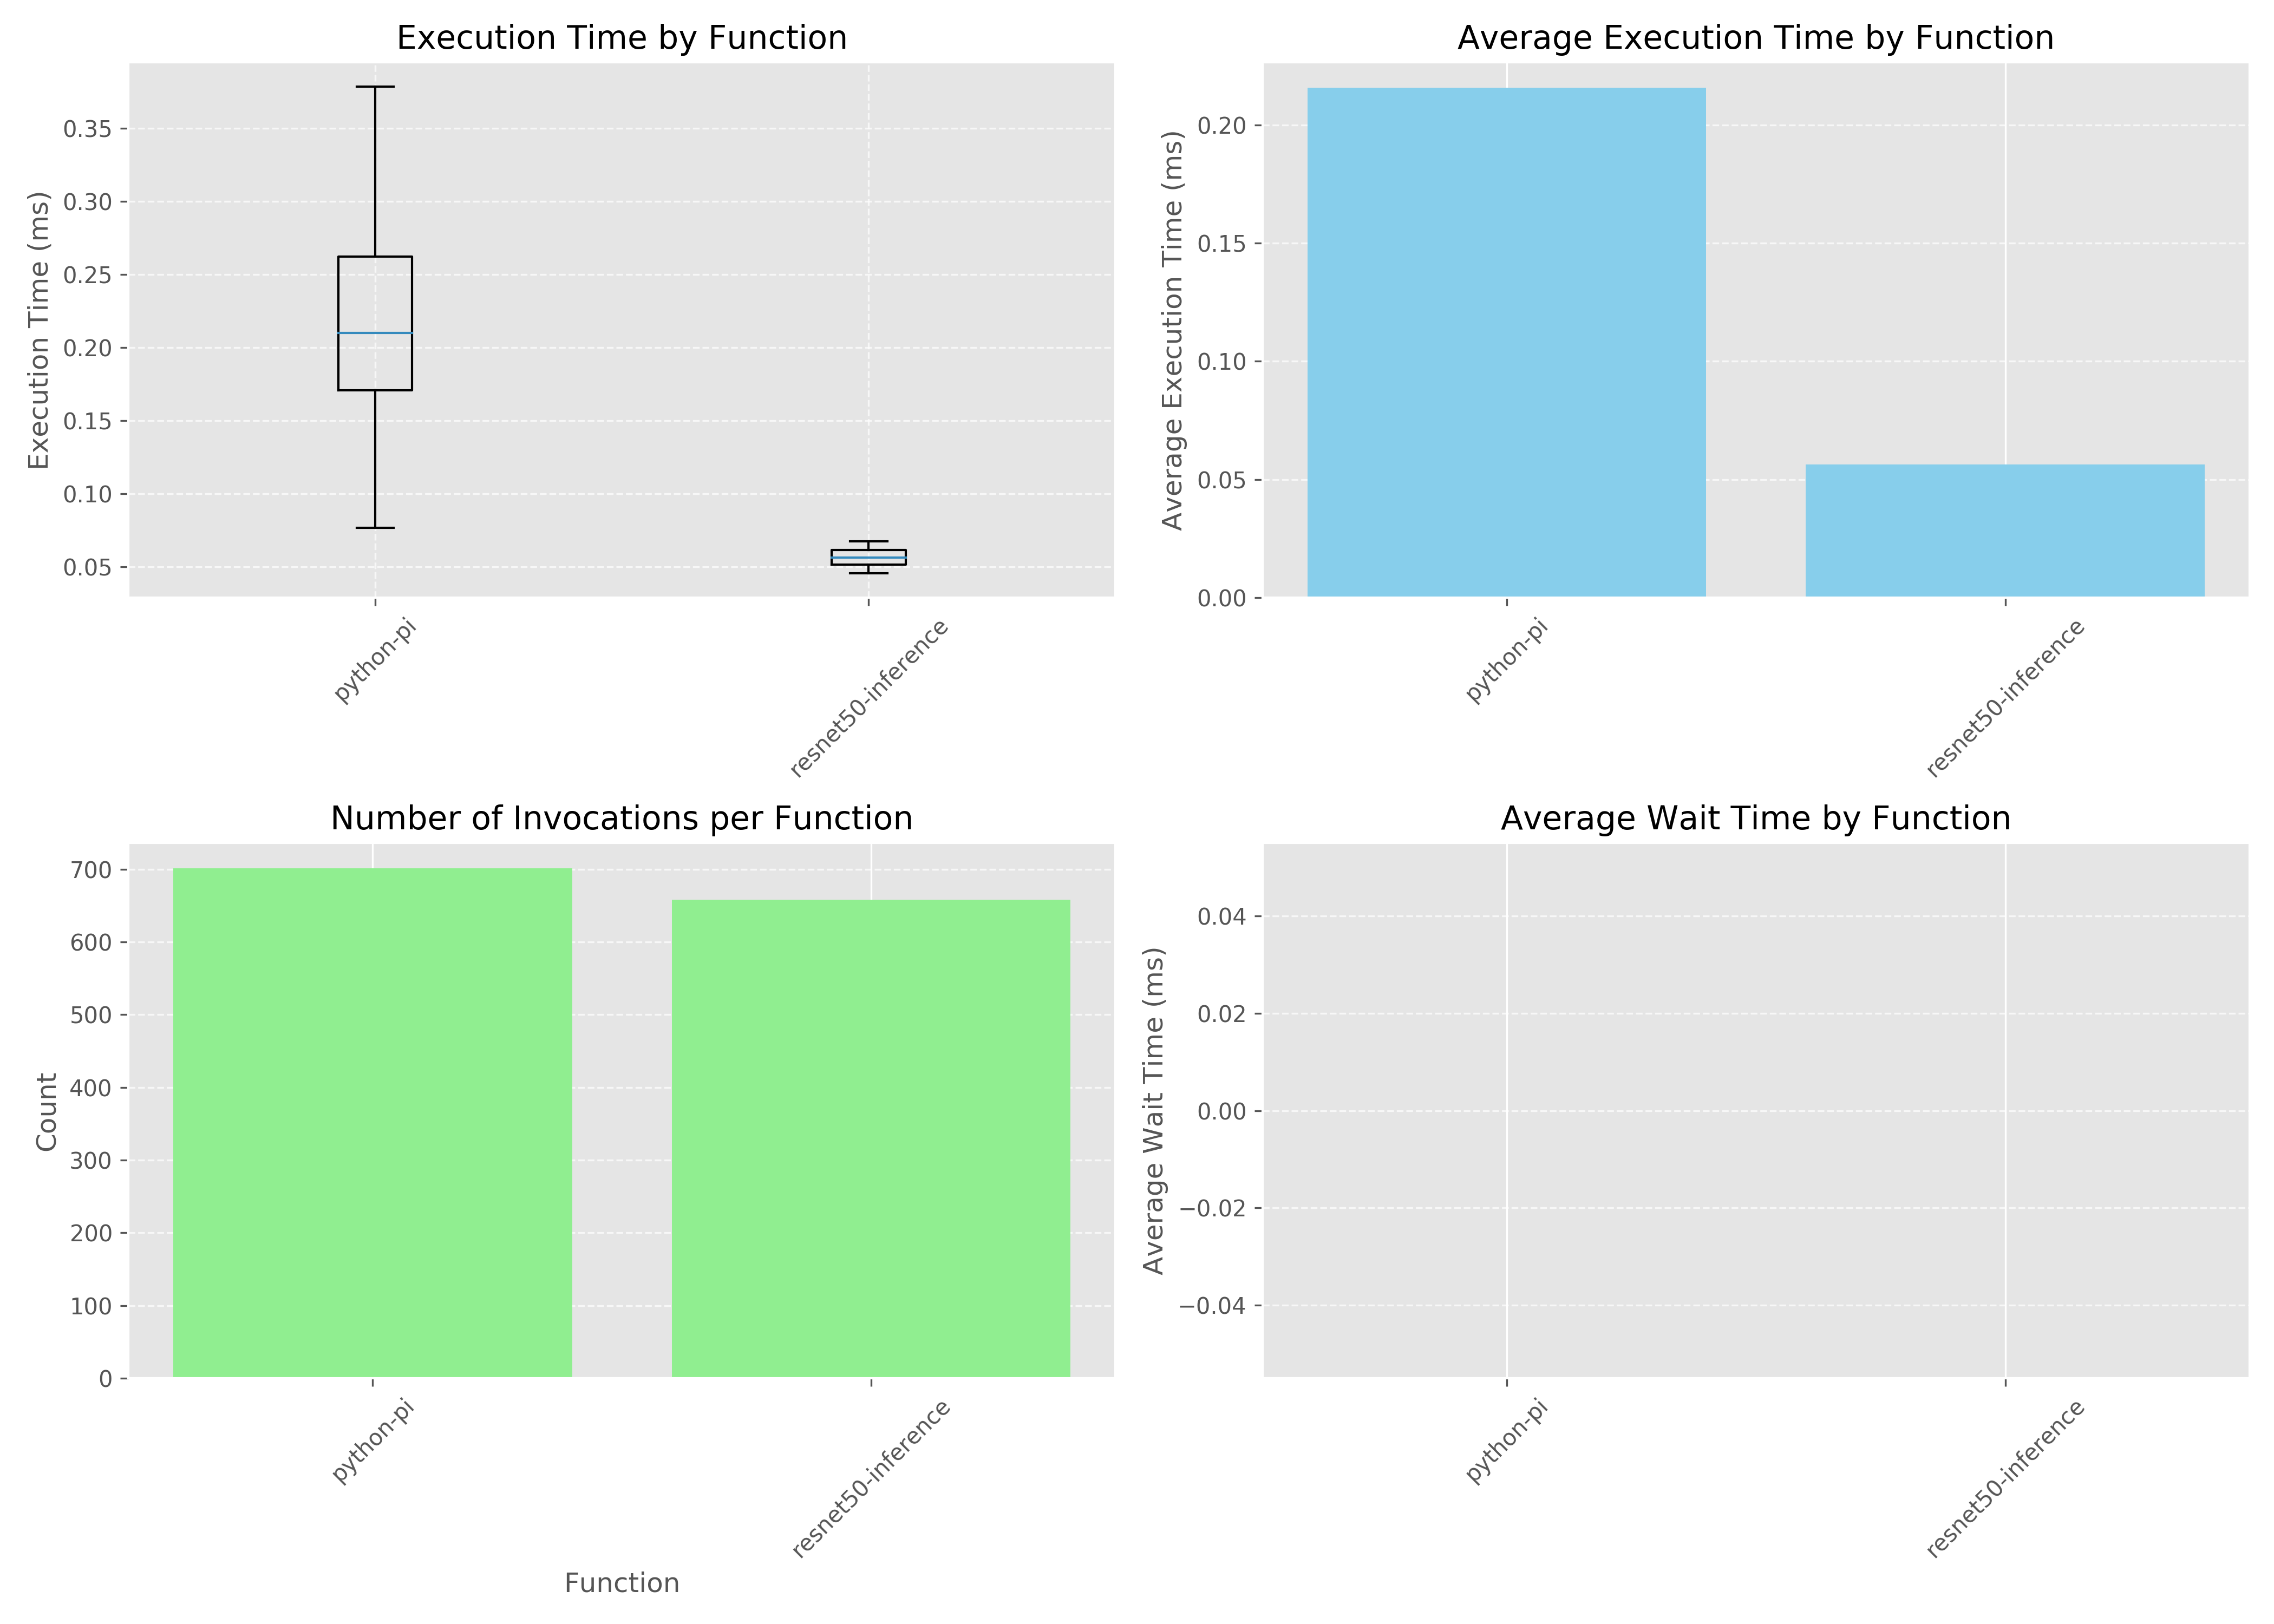 Execution Time by Function
Execution Time (ms)
0.35
0.30
0.25
0.20
0.15
0.10
0.05
python-pi
resnet50-inference
Average Execution Time by Function
Average Execution Time (ms)
0.20
0.15
0.10
0.05
0.00
python-pi
resnet50-inference
Number of Invocations per Function
Count
700
600
500
400
300
200
100
0
python-pi
resnet50-inference
Function
Average Wait Time by Function
Average Wait Time (ms)
0.04
0.02
0.00
−0.02
−0.04
python-pi
resnet50-inference